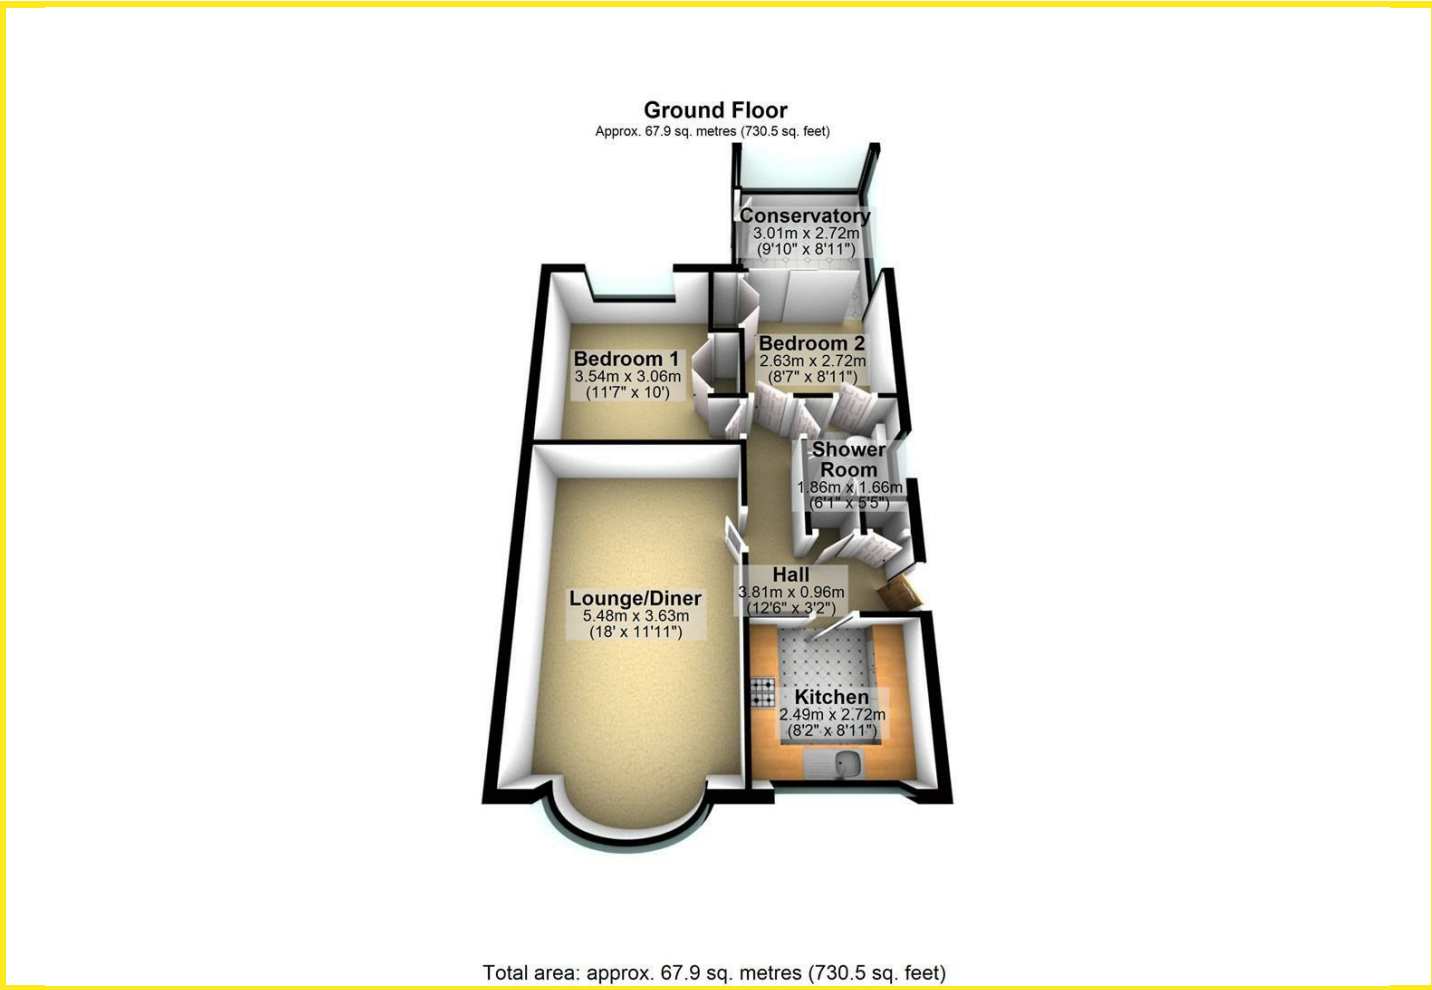 Ground Floor
Approx. 67.9 sq. metres (730.5 sq. feet)
Conservatory
3.01m x 2.72m
(9'10" x 8'11")
Bedroom 2
2.63m x 2.72m
(8'7" x 8'11")
Bedroom 1
3.54m x 3.06m
(11'7" x 10')
Shower
Room
1.86m x 1.66m
(6'1" x 5'5")
Hall
3.81m x 0.96m
(12'6" x 3'2")
Lounge/Diner
5.48m x 3.63m
(18' x 11'11")
Kitchen
2.49m x 2.72m
(8'2" x 8'11")
Total area: approx. 67.9 sq. metres (730.5 sq. feet)